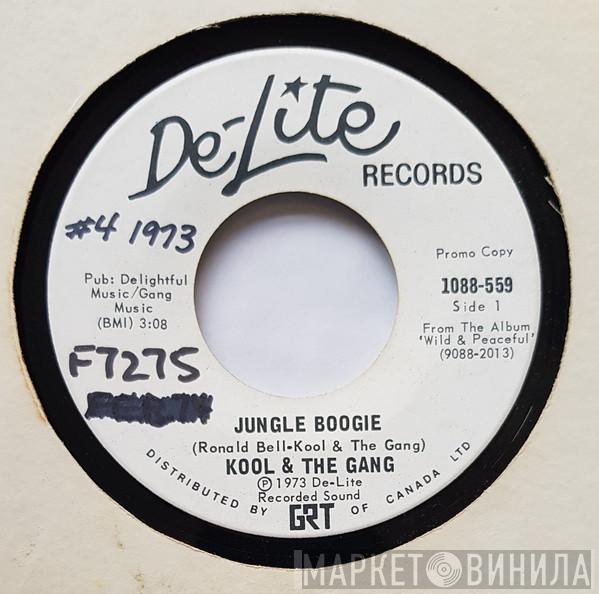 De-Lite
RECORDS
#4 1973
Promo Copy
Pub: Delightful
Music/Gang
Music
(BMI) 3:08
1088-559
Side 1
From The Album
'Wild & Peaceful'
(9088-2013)
F7275
JUNGLE BOOGIE
(Ronald Bell-Kool & The Gang)
KOOL & THE GANG
Ⓟ 1973 De-Lite
Recorded Sound
DISTRIBUTED BY GRT OF CANADA LTD
МАРКЕТ ВИНИЛА